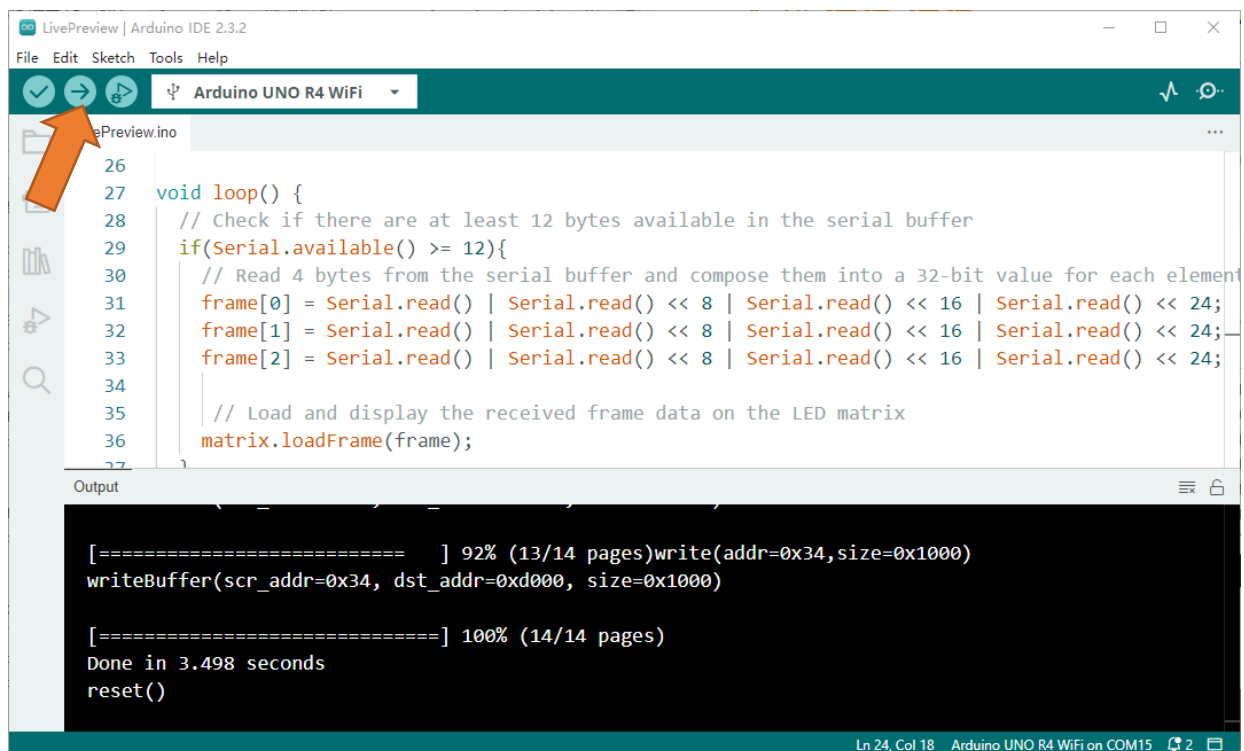 LivePreview | Arduino IDE 2.3.2
File Edit Sketch Tools Help
Arduino UNO R4 WiFi
ePreview.ino
26
27 void loop() {
28 // Check if there are at least 12 bytes available in the serial buffer
29 if(Serial.available() >= 12){
30 // Read 4 bytes from the serial buffer and compose them into a 32-bit value for each element
31 frame[0] = Serial.read() | Serial.read() << 8 | Serial.read() << 16 | Serial.read() << 24;
32 frame[1] = Serial.read() | Serial.read() << 8 | Serial.read() << 16 | Serial.read() << 24;
33 frame[2] = Serial.read() | Serial.read() << 8 | Serial.read() << 16 | Serial.read() << 24;
34
35 // Load and display the received frame data on the LED matrix
36 matrix.loadFrame(frame);
37 }
Output
[=========================== ] 92% (13/14 pages)write(addr=0x34,size=0x1000)
writeBuffer(scr_addr=0x34, dst_addr=0xd000, size=0x1000)
[==============================] 100% (14/14 pages)
Done in 3.498 seconds
reset()
Ln 24, Col 18 Arduino UNO R4 WiFi on COM15 2